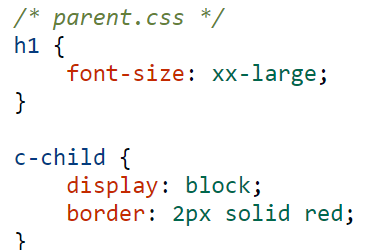 /* parent.css */
h1 {
    font-size: xx-large;
}

c-child {
    display: block;
    border: 2px solid red;
}